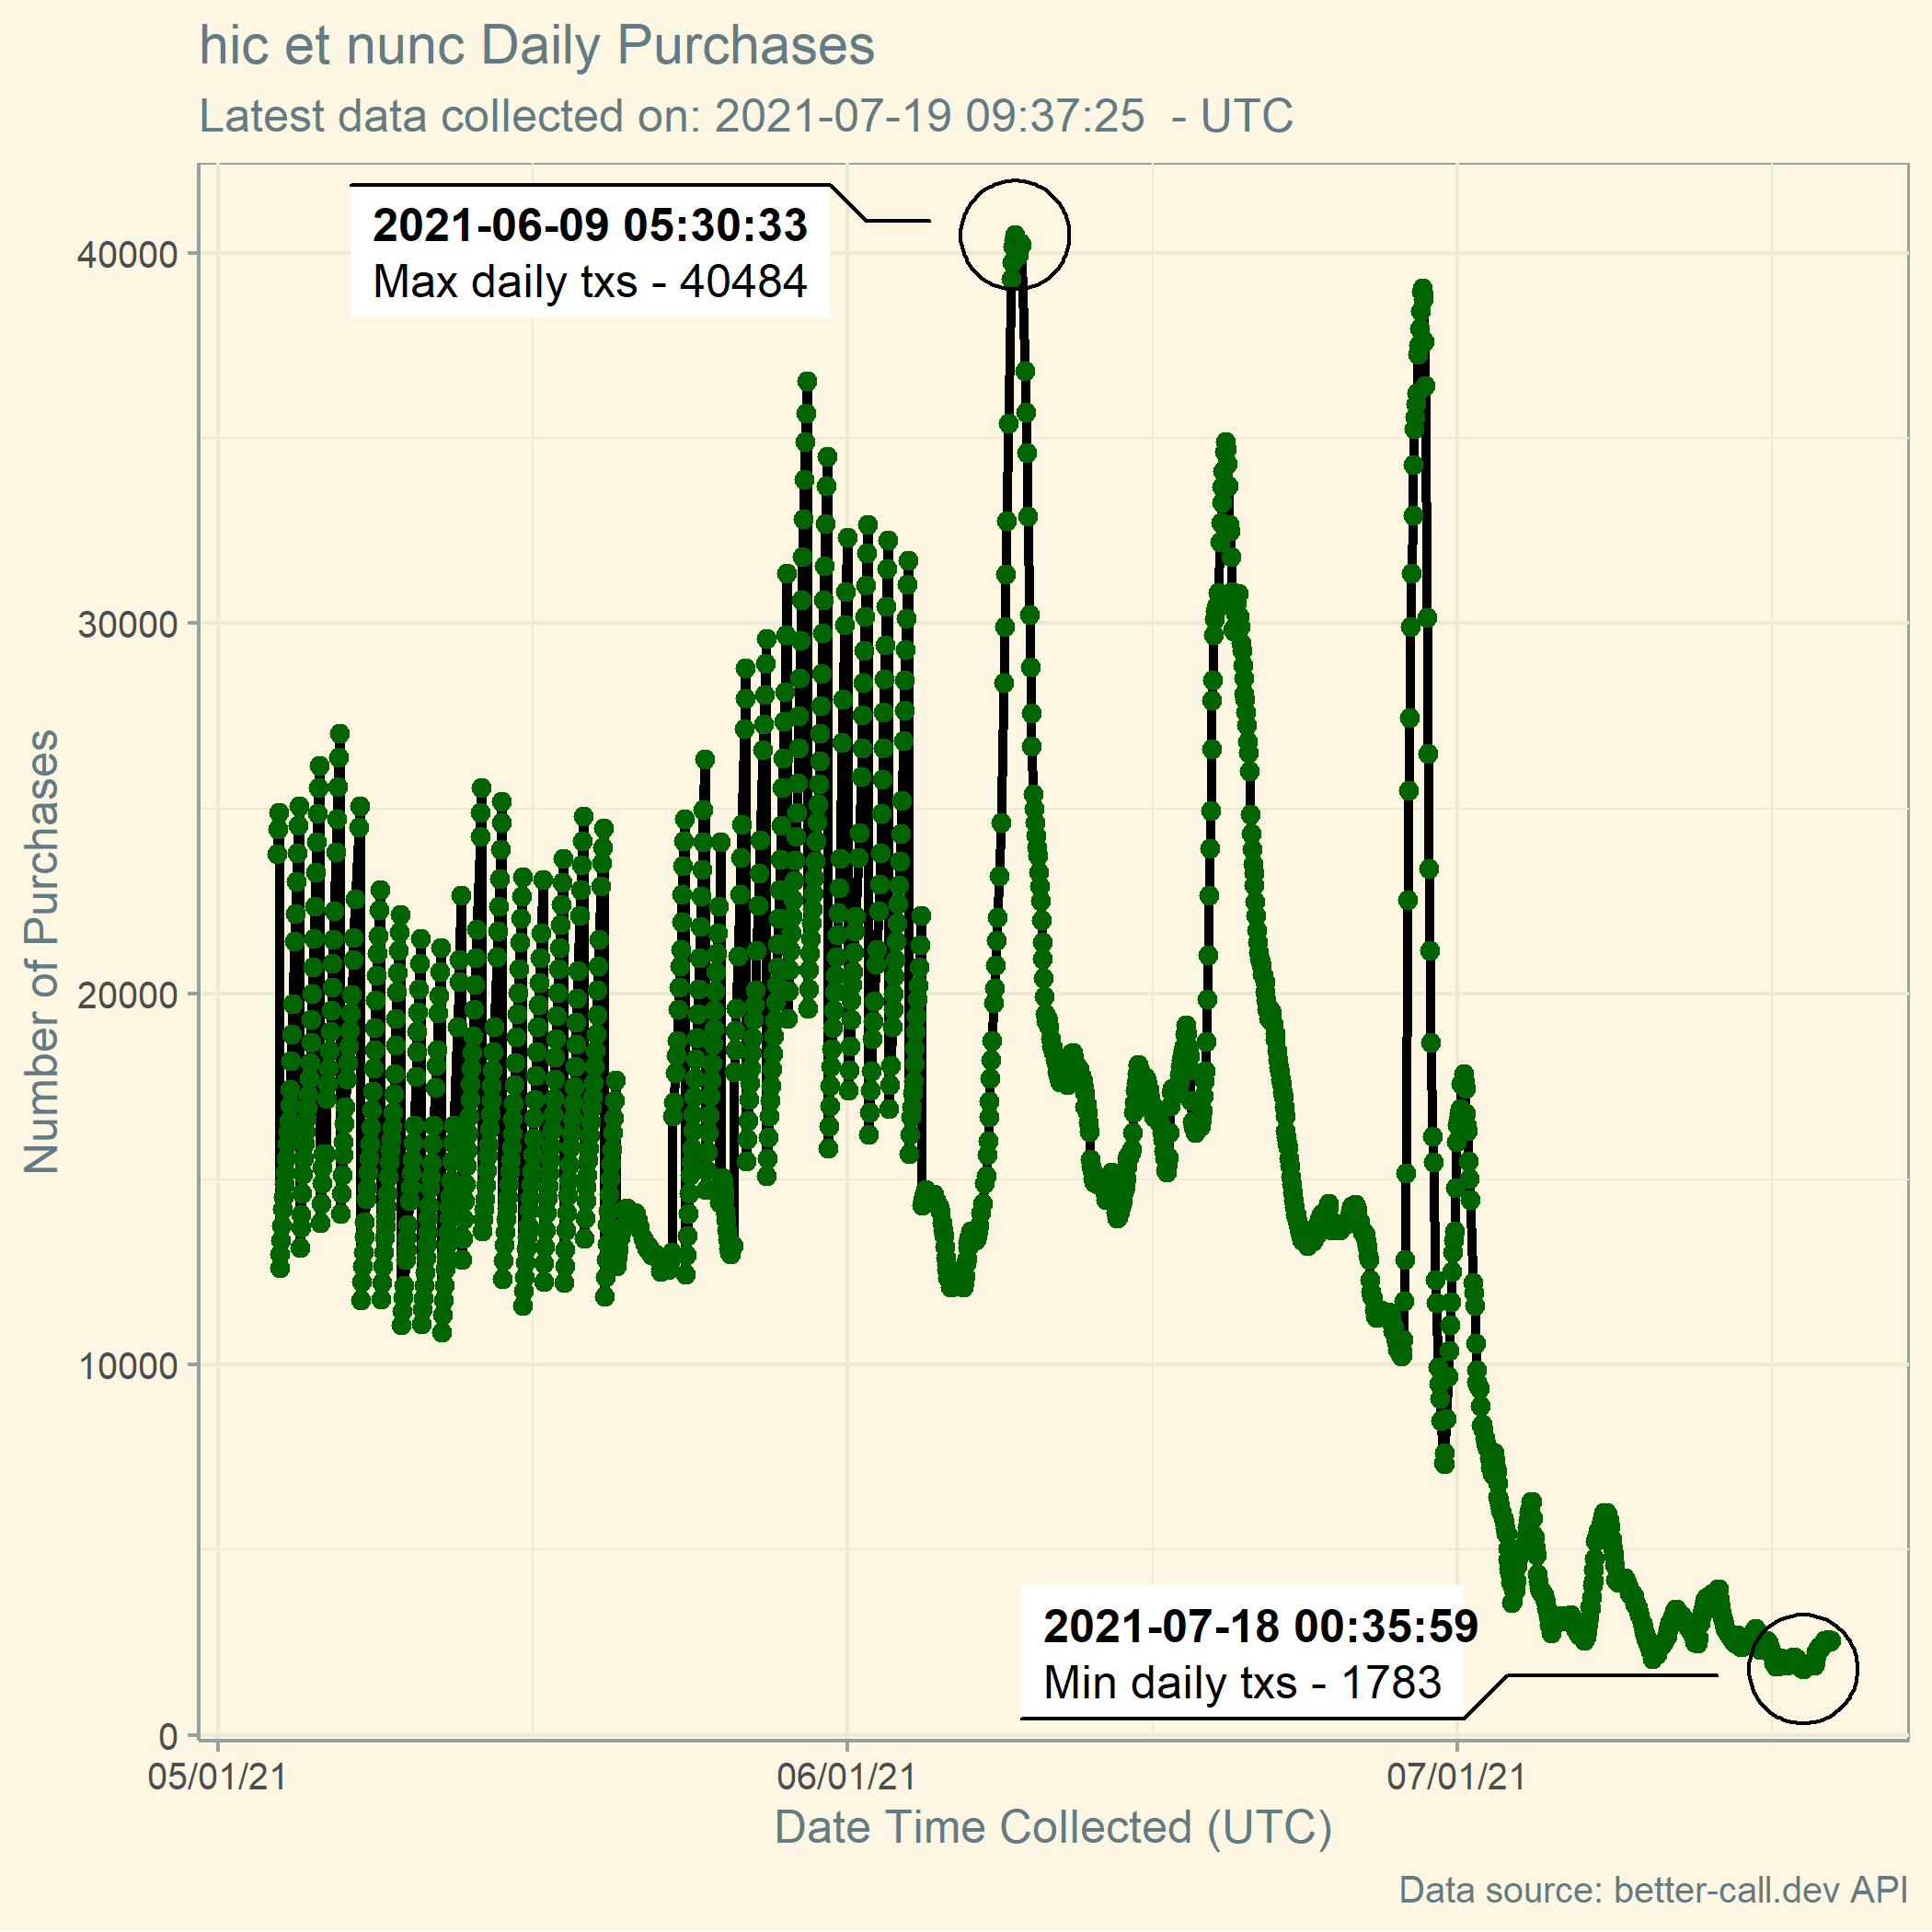 hic et nunc Daily Purchases
Latest data collected on: 2021-07-19 09:37:25  - UTC
2021-06-09 05:30:33
Max daily txs - 40484
40000
30000
20000
10000
0
Number of Purchases
2021-07-18 00:35:59
Min daily txs - 1783
05/01/21
06/01/21
07/01/21
Date Time Collected (UTC)
Data source: better-call.dev API